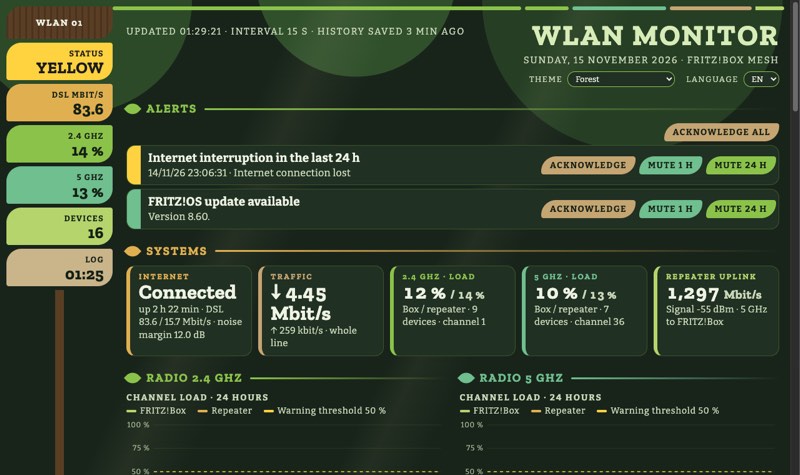 WLAN 01
STATUS
YELLOW
DSL MBIT/S
83.6
2.4 GHZ
14 %
5 GHZ
13 %
DEVICES
16
LOG
01:25
UPDATED 01:29:21 · INTERVAL 15 S · HISTORY SAVED 3 MIN AGO
WLAN MONITOR
SUNDAY, 15 NOVEMBER 2026 · FRITZ!BOX MESH
THEME Forest LANGUAGE EN
ALERTS
ACKNOWLEDGE ALL
Internet interruption in the last 24 h
14/11/26 23:06:31 · Internet connection lost
ACKNOWLEDGE MUTE 1 H MUTE 24 H
FRITZ!OS update available
Version 8.60.
ACKNOWLEDGE MUTE 1 H MUTE 24 H
SYSTEMS
INTERNET
Connected
up 2 h 22 min · DSL
83.6 / 15.7 Mbit/s · noise
margin 12.0 dB
TRAFFIC
↓ 4.45
Mbit/s
↑ 259 kbit/s · whole
line
2.4 GHZ · LOAD
12 % / 14 %
Box / repeater · 9
devices · channel 1
5 GHZ · LOAD
10 % / 13 %
Box / repeater · 7
devices · channel 36
REPEATER UPLINK
1,297 Mbit/s
Signal -55 dBm · 5 GHz
to FRITZ!Box
RADIO 2.4 GHZ
CHANNEL LOAD · 24 HOURS
FRITZ!Box Repeater Warning threshold 50 %
100 %
75 %
50 %
RADIO 5 GHZ
CHANNEL LOAD · 24 HOURS
FRITZ!Box Repeater Warning threshold 50 %
100 %
75 %
50 %